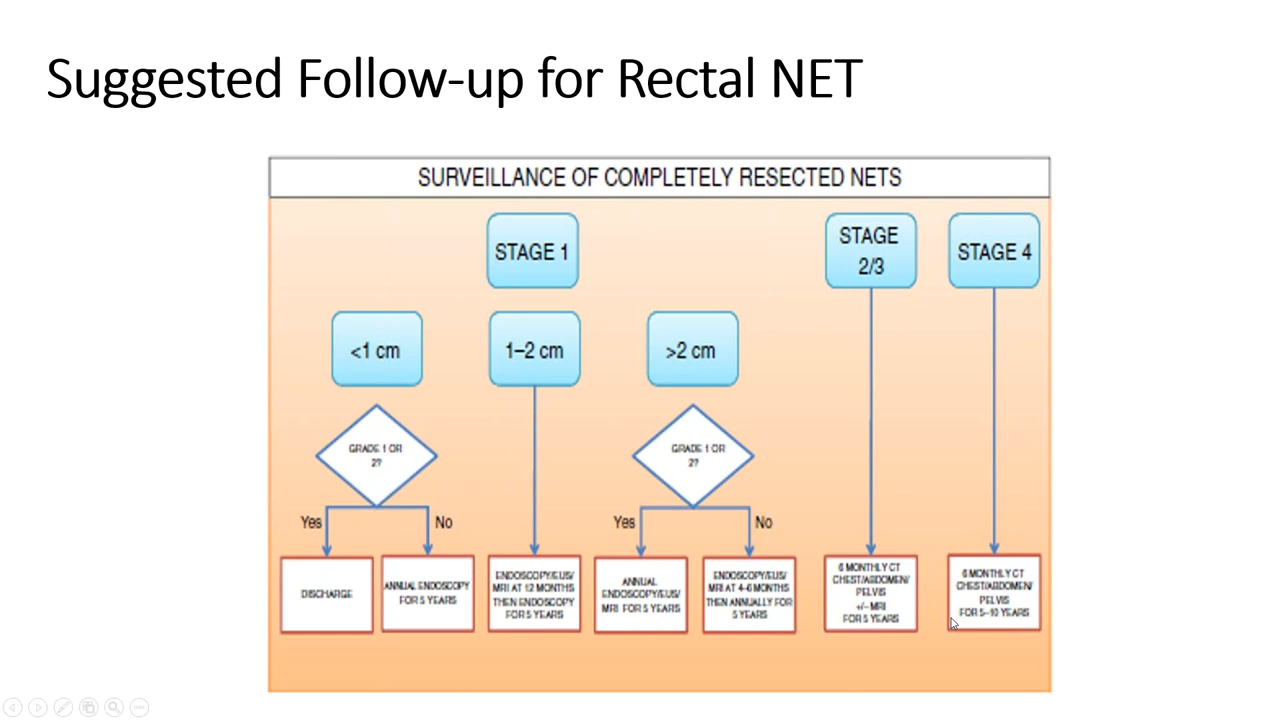 Suggested Follow-up for Rectal NET
SURVEILLANCE OF COMPLETELY RESECTED NETS
STAGE 1
STAGE
2/3
STAGE 4
<1 cm
1–2 cm
>2 cm
GRADE 1 OR
2?
GRADE 1 OR
2?
Yes
No
Yes
No
DISCHARGE
ANNUAL ENDOSCOPY
FOR 5 YEARS
ENDOSCOPY/EUS/
MRI AT 12 MONTHS
THEN ENDOSCOPY
FOR 5 YEARS
ANNUAL
ENDOSCOPY/EUS/
MRI FOR 5 YEARS
ENDOSCOPY/EUS/
MRI AT 4–6 MONTHS
THEN ANNUALLY FOR
5 YEARS
6 MONTHLY CT
CHEST/ABDOMEN/
PELVIS
+/– MRI
FOR 5 YEARS
6 MONTHLY CT
CHEST/ABDOMEN/
PELVIS
FOR 5–10 YEARS